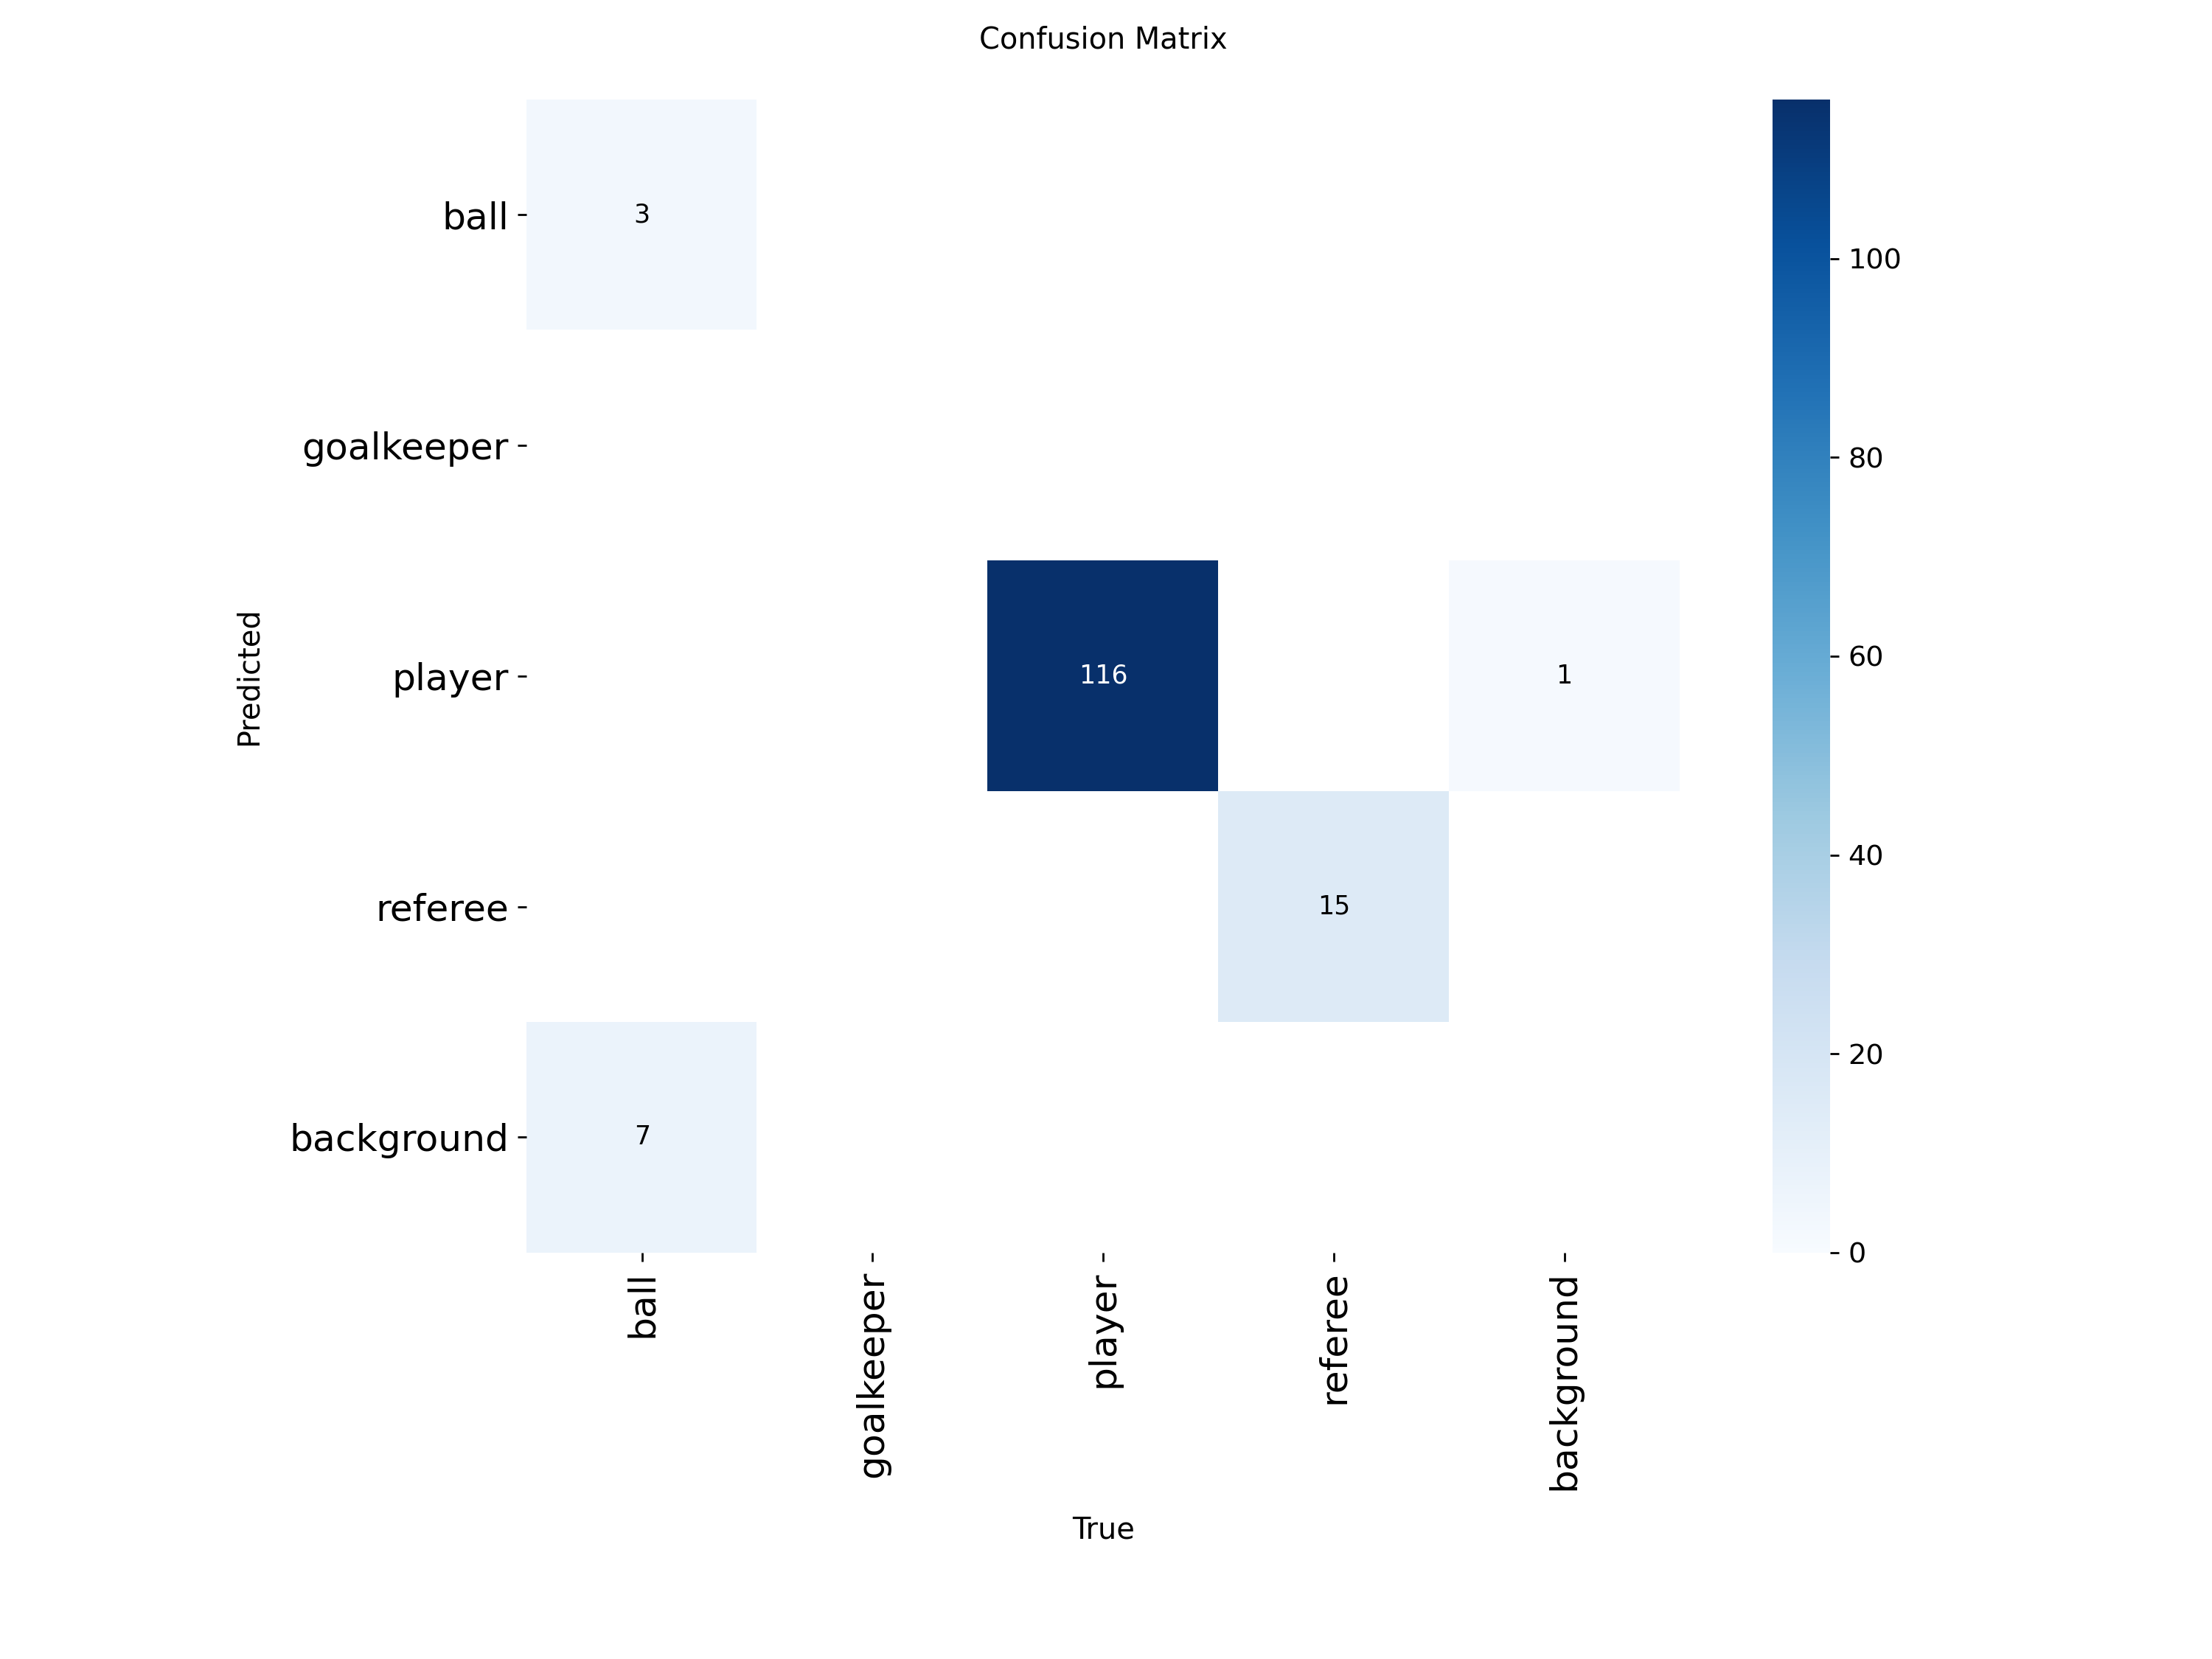 Confusion Matrix
ball
3
goalkeeper
player
116
1
referee
15
background
7
Predicted
ball
goalkeeper
player
referee
background
True
100
80
60
40
20
0